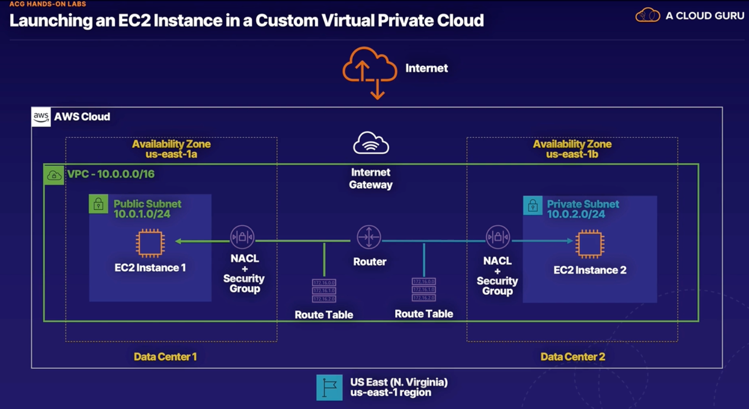 ACG HANDS-ON LABS
Launching an EC2 Instance in a Custom Virtual Private Cloud
A CLOUD GURU
Internet
aws
AWS Cloud
Availability Zone
us-east-1a
Availability Zone
us-east-1b
VPC - 10.0.0.0/16
Internet
Gateway
Public Subnet
10.0.1.0/24
Private Subnet
10.0.2.0/24
EC2 Instance 1
NACL
+
Security
Group
Router
NACL
+
Security
Group
EC2 Instance 2
Route Table
Route Table
Data Center 1
Data Center 2
US East (N. Virginia)
us-east-1 region